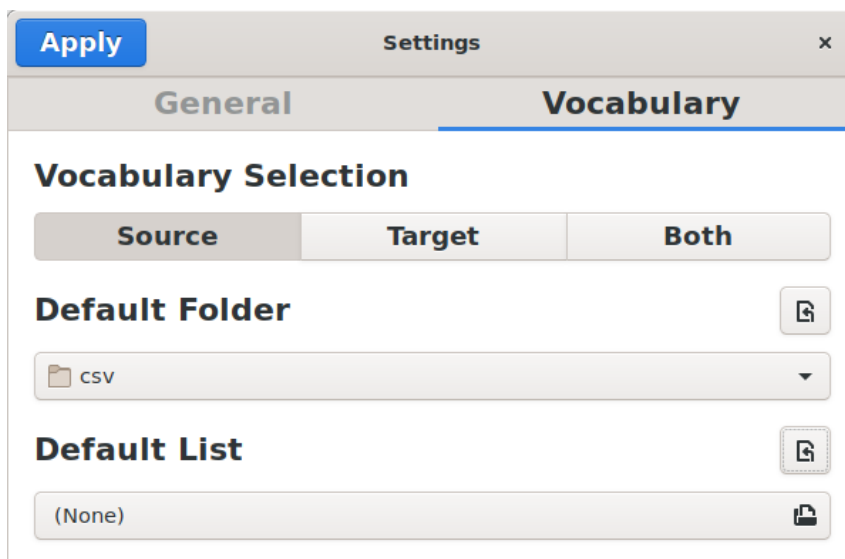 Apply Settings ×
General Vocabulary
Vocabulary Selection
Source Target Both
Default Folder
csv
Default List
(None)